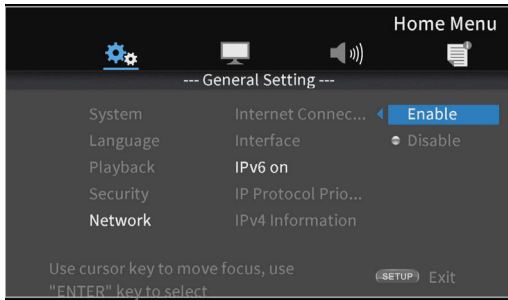 Home Menu
--- General Setting ---
System Internet Connec... Enable
Language Interface Disable
Playback IPv6 on
Security IP Protocol Prio...
Network IPv4 Information
Use cursor key to move focus, use
"ENTER" key to select
SETUP Exit